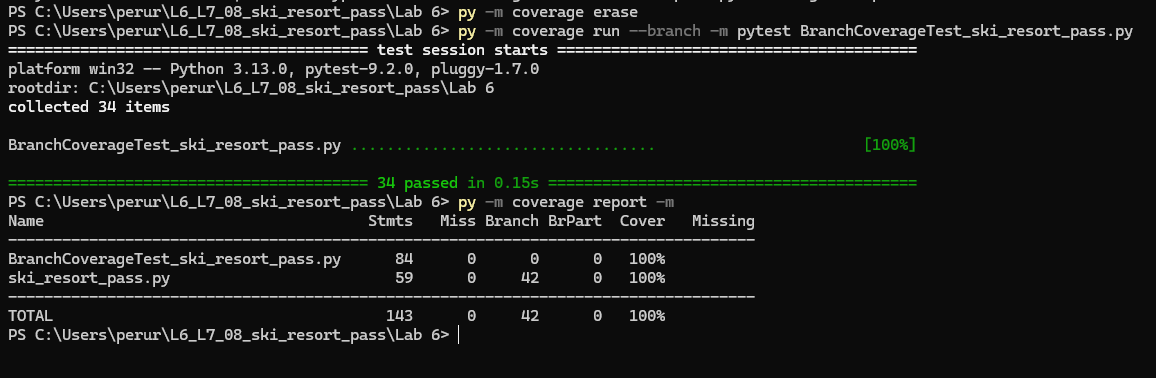 PS C:\Users\perur\L6_L7_08_ski_resort_pass\Lab 6> py -m coverage erase
PS C:\Users\perur\L6_L7_08_ski_resort_pass\Lab 6> py -m coverage run --branch -m pytest BranchCoverageTest_ski_resort_pass.py
======================================== test session starts ========================================
platform win32 -- Python 3.13.0, pytest-9.2.0, pluggy-1.7.0
rootdir: C:\Users\perur\L6_L7_08_ski_resort_pass\Lab 6
collected 34 items
BranchCoverageTest_ski_resort_pass.py .................................. [100%]
======================================== 34 passed in 0.15s =========================================
PS C:\Users\perur\L6_L7_08_ski_resort_pass\Lab 6> py -m coverage report -m
Name Stmts Miss Branch BrPart Cover Missing
-----------------------------------------------------------------------------------
BranchCoverageTest_ski_resort_pass.py 84 0 0 0 100%
ski_resort_pass.py 59 0 42 0 100%
-----------------------------------------------------------------------------------
TOTAL 143 0 42 0 100%
PS C:\Users\perur\L6_L7_08_ski_resort_pass\Lab 6>